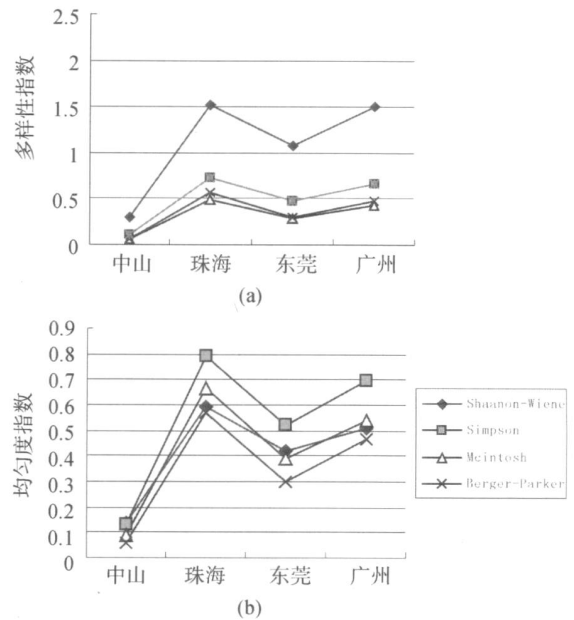 多样性指数
2.5
2
1.5
1
0.5
0
中山 珠海 东莞 广州
(a)
均匀度指数
0.9
0.8
0.7
0.6
0.5
0.4
0.3
0.2
0.1
0
中山 珠海 东莞 广州
(b)
Shaanon-Wiene
Simpson
Mcintosh
Berger-Parker